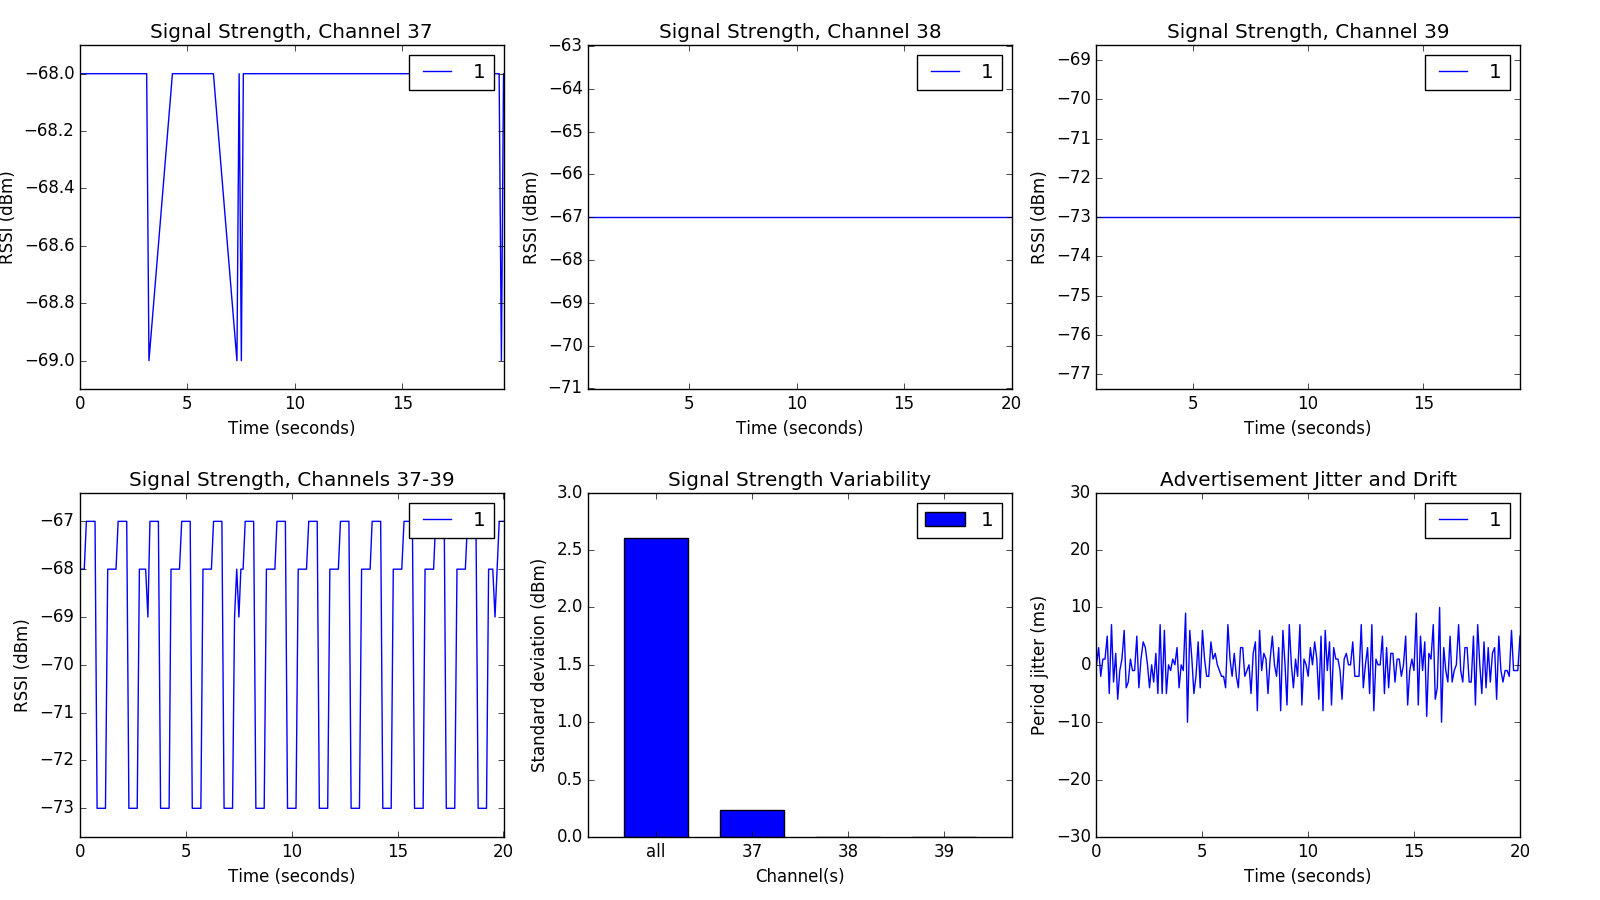 Signal Strength, Channel 37
1
−68.0
−68.2
−68.4
−68.6
−68.8
−69.0
RSSI (dBm)
0 5 10 15
Time (seconds)
Signal Strength, Channel 38
1
−63
−64
−65
−66
−67
−68
−69
−70
−71
RSSI (dBm)
5 10 15 20
Time (seconds)
Signal Strength, Channel 39
1
−69
−70
−71
−72
−73
−74
−75
−76
−77
RSSI (dBm)
5 10 15
Time (seconds)
Signal Strength, Channels 37-39
1
−67
−68
−69
−70
−71
−72
−73
RSSI (dBm)
0 5 10 15 20
Time (seconds)
Signal Strength Variability
1
3.0
2.5
2.0
1.5
1.0
0.5
0.0
Standard deviation (dBm)
all 37 38 39
Channel(s)
Advertisement Jitter and Drift
1
30
20
10
0
−10
−20
−30
Period jitter (ms)
0 5 10 15 20
Time (seconds)